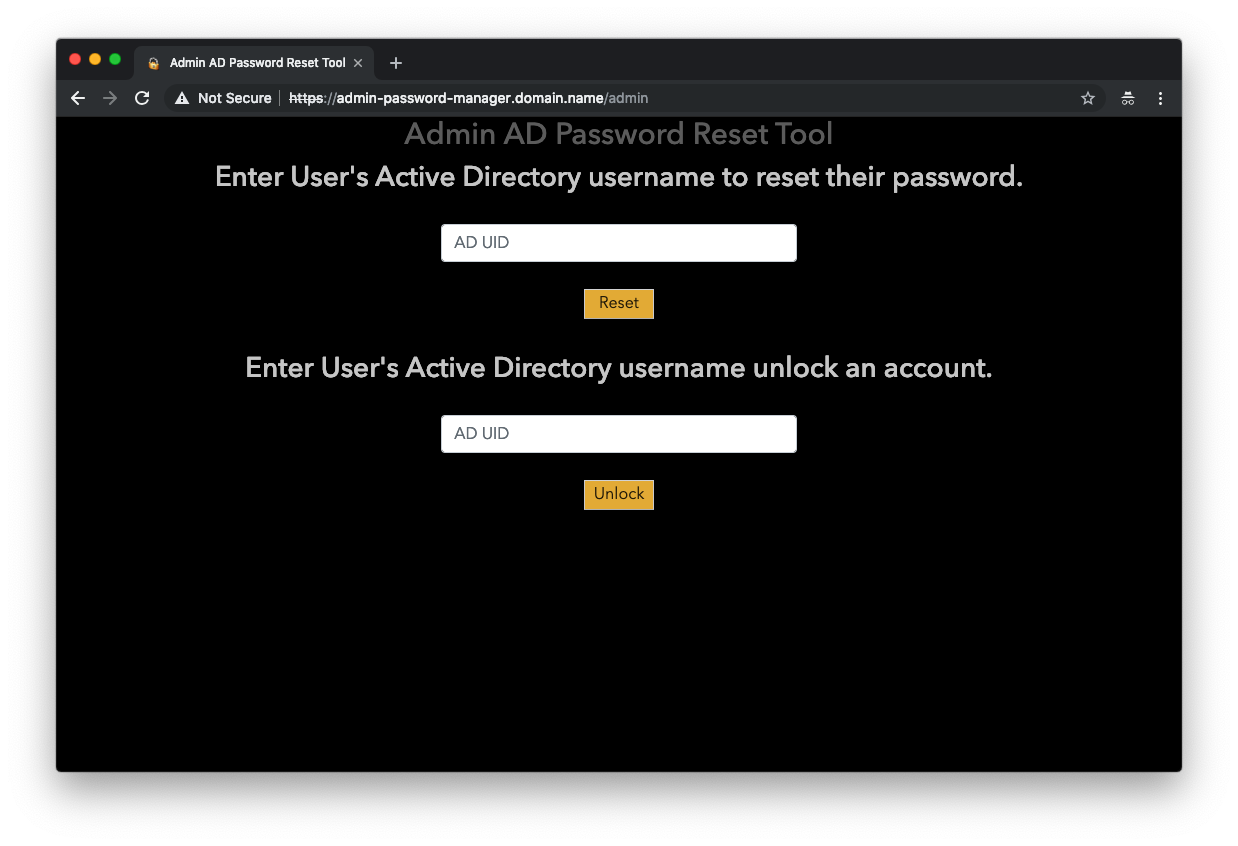 Admin AD Password Reset Tool
Not Secure https://admin-password-manager.domain.name/admin
Admin AD Password Reset Tool
Enter User's Active Directory username to reset their password.
AD UID
Reset
Enter User's Active Directory username unlock an account.
AD UID
Unlock